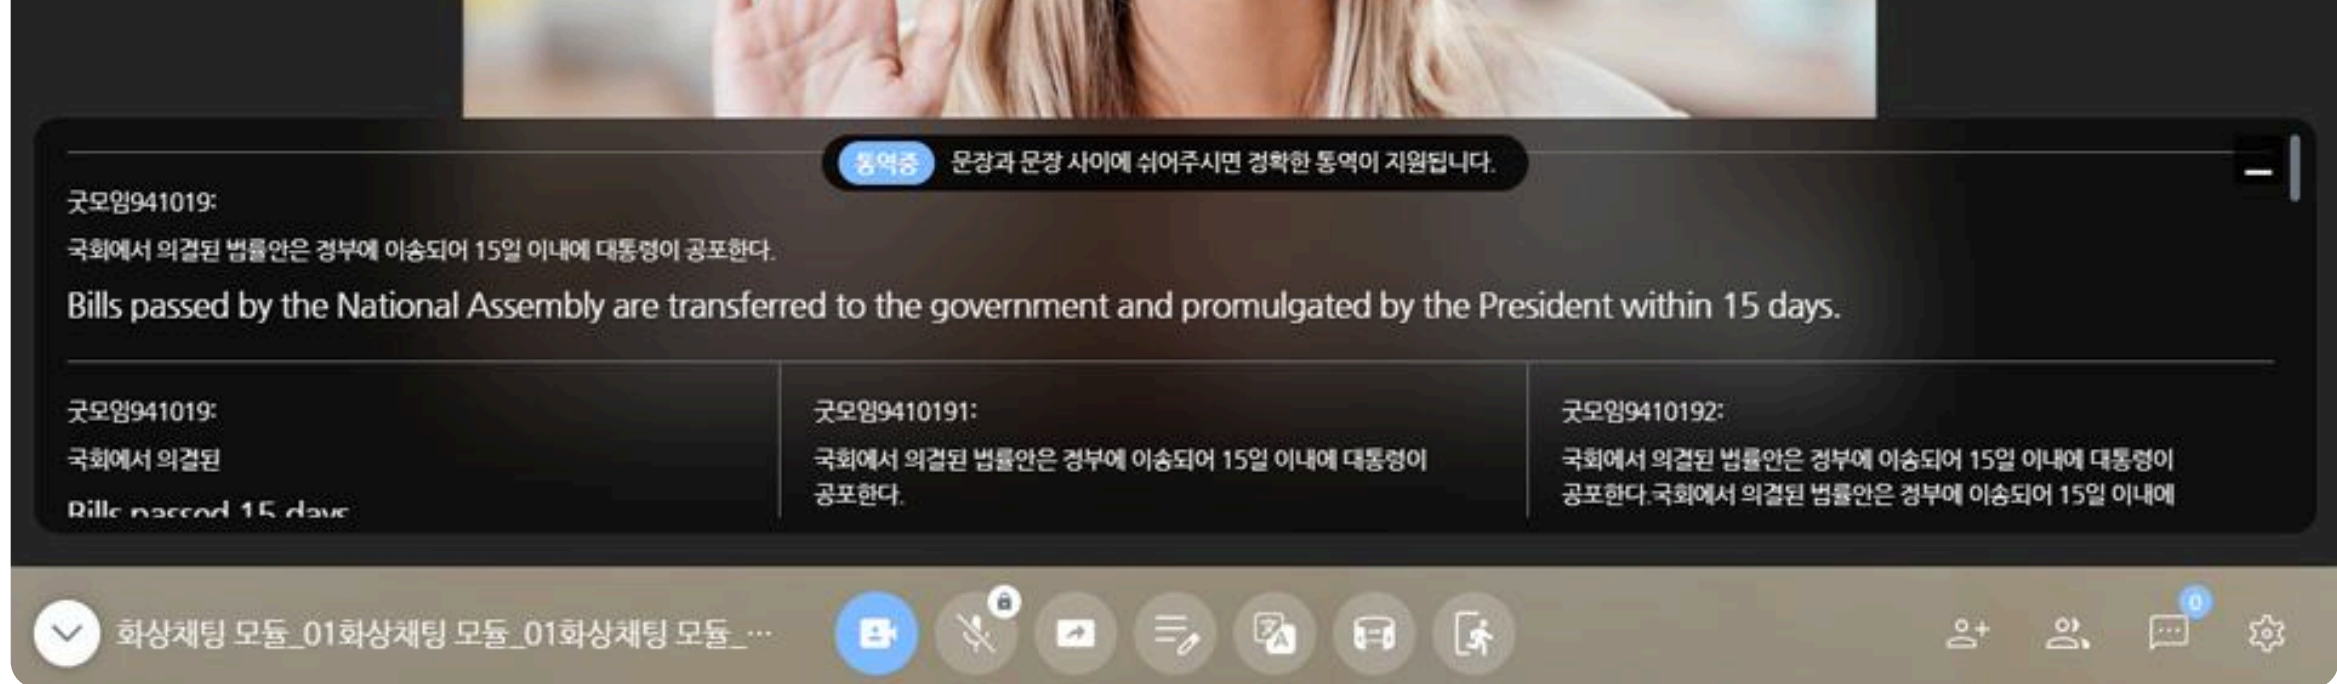 통역중 문장과 문장 사이에 쉬어주시면 정확한 통역이 지원됩니다.
굿모임941019:
국회에서 의결된 법률안은 정부에 이송되어 15일 이내에 대통령이 공포한다.
Bills passed by the National Assembly are transferred to the government and promulgated by the President within 15 days.
굿모임941019:
국회에서 의결된
Bills passed 15 days
굿모임9410191:
국회에서 의결된 법률안은 정부에 이송되어 15일 이내에 대통령이
공포한다.
굿모임9410192:
국회에서 의결된 법률안은 정부에 이송되어 15일 이내에 대통령이
공포한다.국회에서 의결된 법률안은 정부에 이송되어 15일 이내에
화상채팅 모듈_01화상채팅 모듈_01화상채팅 모듈_…
0